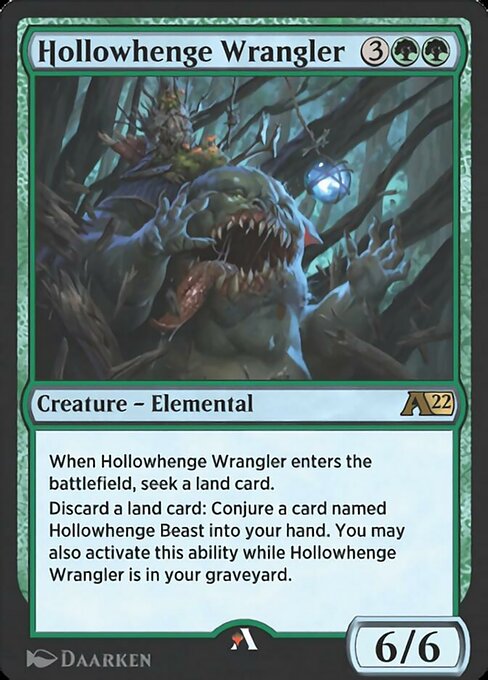 Hollowhenge Wrangler 3
Creature – Elemental A22
When Hollowhenge Wrangler enters the
battlefield, seek a land card.
Discard a land card: Conjure a card named
Hollowhenge Beast into your hand. You may
also activate this ability while Hollowhenge
Wrangler is in your graveyard.
6/6
DAARKEN